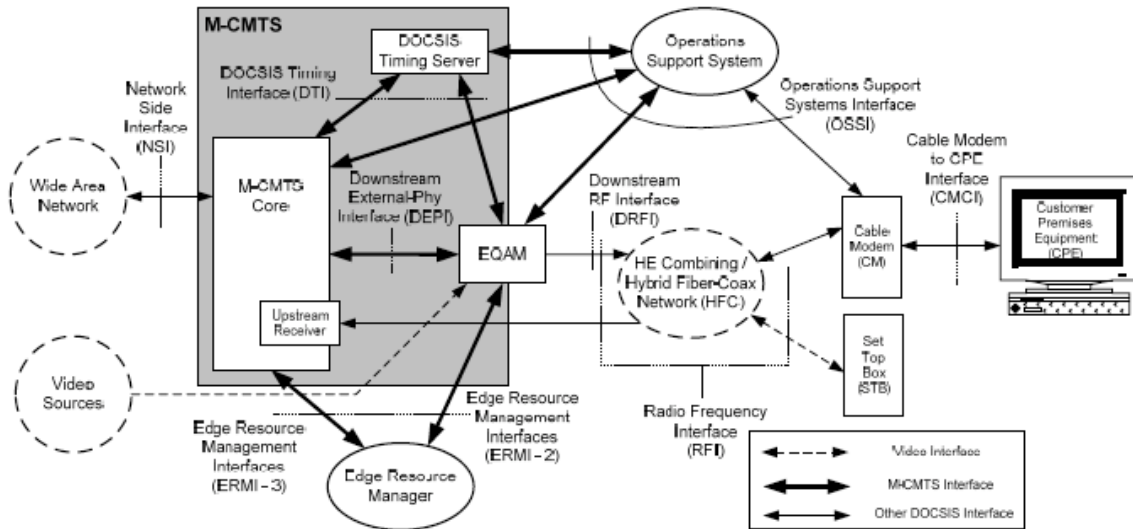 M-CMTS
DOCSIS
Timing Server
Operations
Support System
DOCSIS Timing
Interface (DTI)
Operations Support
Systems Interface
(OSSI)
Network
Side
Interface
(NSI)
Wide Area
Network
M-CMTS
Core
Downstream
External-Phy
Interface (DEPI)
EQAM
Downstream
RF Interface
(DRFI)
HE Combining /
Hybrid Fiber-Coax
Network (HFC)
Cable
Modem
(CM)
Cable Modem
to CPE
Interface
(CMCI)
Customer
Premises
Equipment
(CPE)
Upstream
Receiver
Set
Top
Box
(STB)
Video
Sources
Edge Resource
Management
Interfaces
(ERMI-3)
Edge Resource
Management
Interfaces
(ERMI-2)
Edge Resource
Manager
Radio Frequency
Interface
(RFI)
Video Interface
M-CMTS Interface
Other DOCSIS Interface